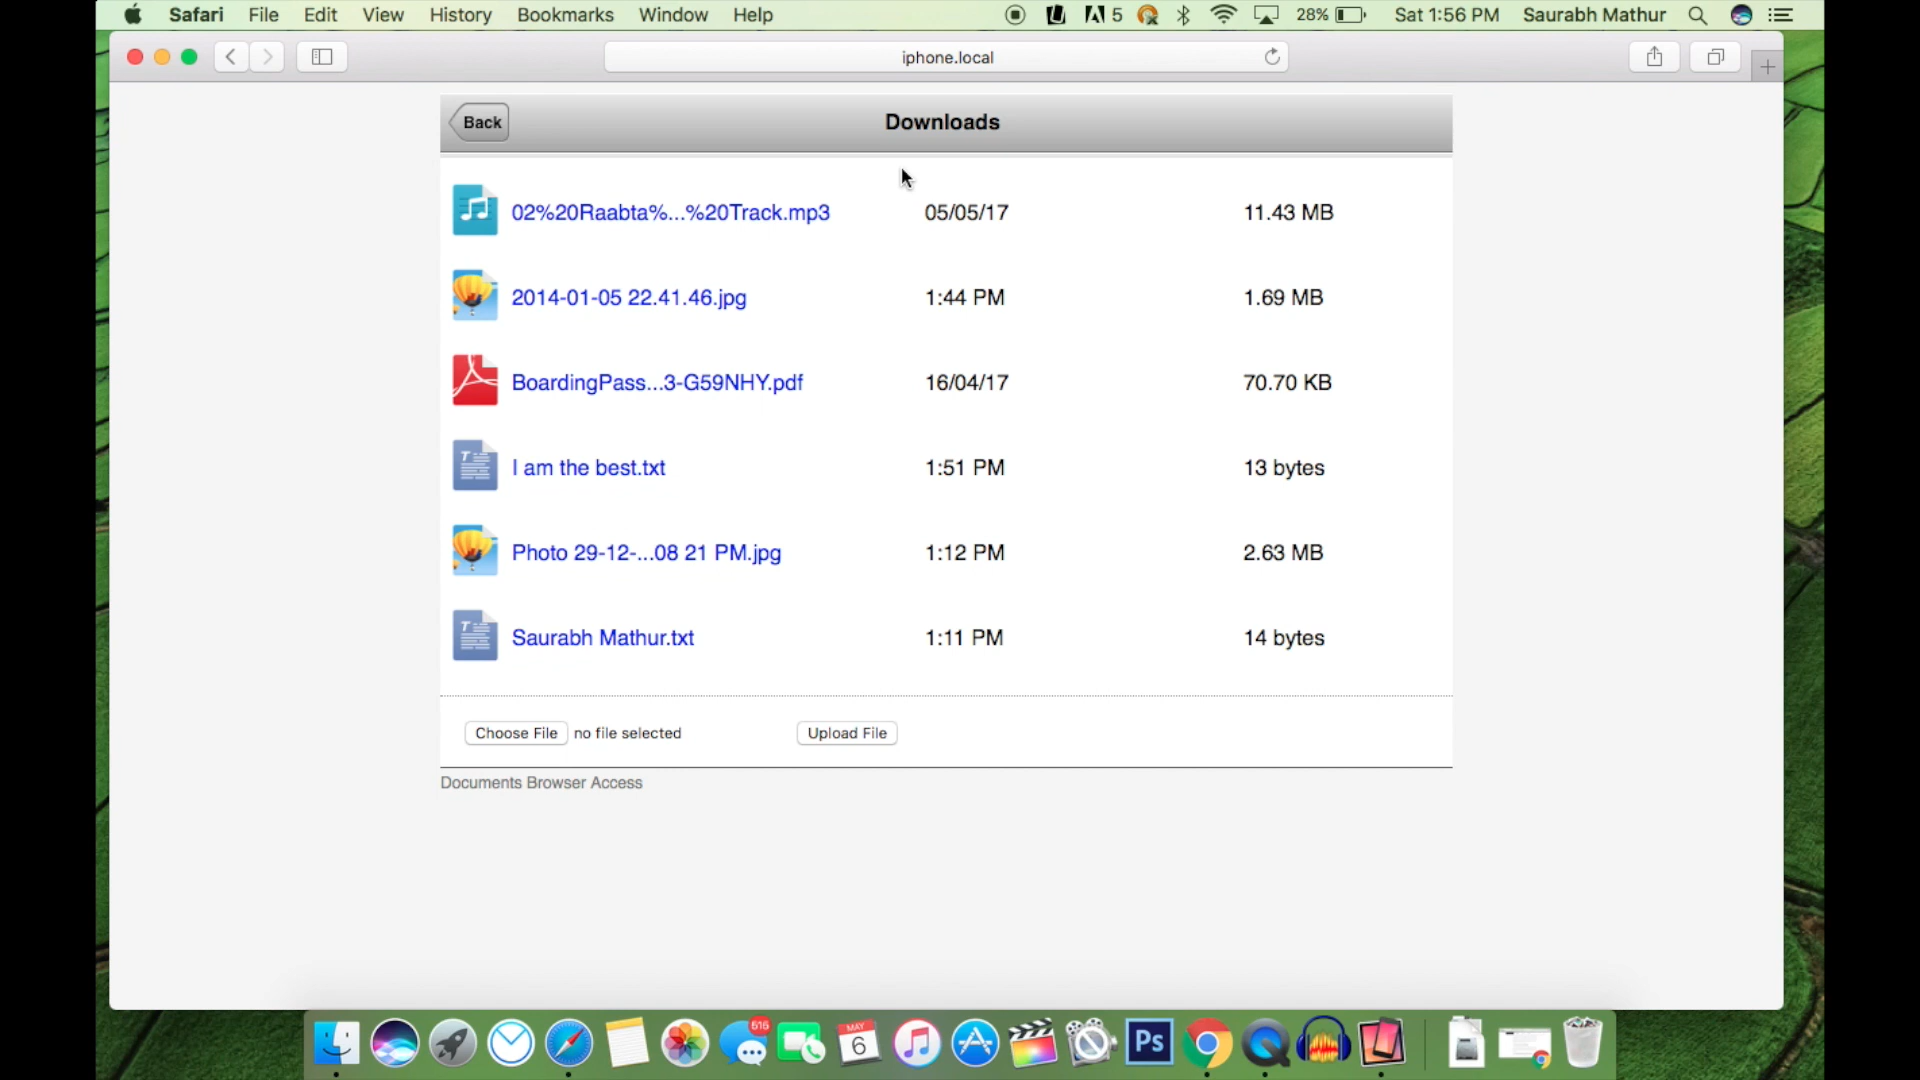 Safari File Edit View History Bookmarks Window Help 5 28% Sat 1:56 PM Saurabh Mathur
iphone.local
Back Downloads
02%20Raabta%...%20Track.mp3 05/05/17 11.43 MB
2014-01-05 22.41.46.jpg 1:44 PM 1.69 MB
BoardingPass...3-G59NHY.pdf 16/04/17 70.70 KB
I am the best.txt 1:51 PM 13 bytes
Photo 29-12-...08 21 PM.jpg 1:12 PM 2.63 MB
Saurabh Mathur.txt 1:11 PM 14 bytes
Choose File no file selected Upload File
Documents Browser Access
616 MAY 6 Ps